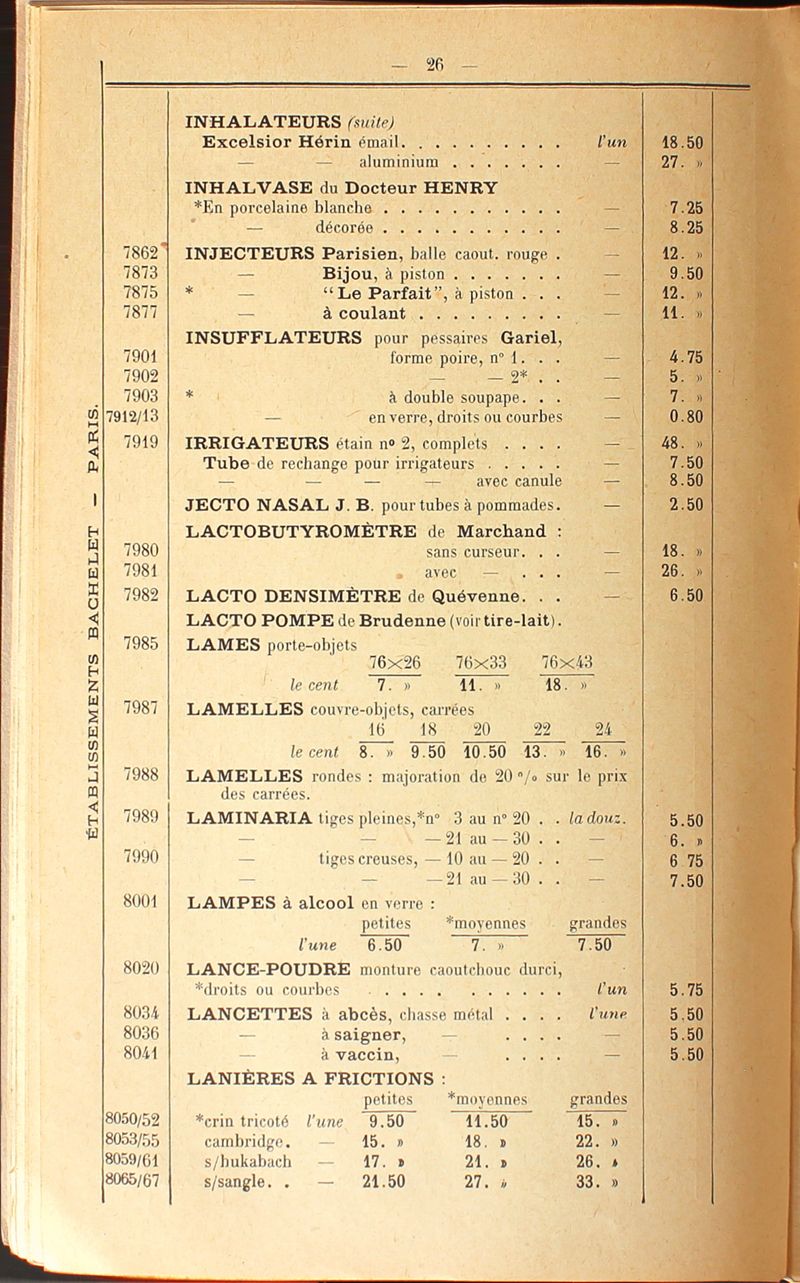 — 26 —
ÉTABLISSEMENTS BACHELET — PARIS.
INHALATEURS (suite)
Excelsior Hérin émail. . . . . . . . . . l'un 18.50
— — aluminium . . . . . . . — 27. »
INHALVASE du Docteur HENRY
*En porcelaine blanche . . . . . . . . . . . — 7.25
— décorée . . . . . . . . . . . — 8.25
7862 INJECTEURS Parisien, balle caout. rouge . — 12. »
7873 — Bijou, à piston . . . . . . . — 9.50
7875 * — “Le Parfait”, à piston . . . — 12. »
7877 — à coulant . . . . . . . . . — 11. »
INSUFFLATEURS pour pessaires Gariel,
7901 forme poire, n° 1. . . — 4.75
7902 — — 2* . . — 5. »
7903 * à double soupape. . . — 7. »
7912/13 — en verre, droits ou courbes — 0.80
7919 IRRIGATEURS étain n° 2, complets . . . . — 48. »
Tube de rechange pour irrigateurs . . . . . — 7.50
— — — — avec canule — 8.50
JECTO NASAL J. B. pour tubes à pommades. — 2.50
LACTOBUTYROMÈTRE de Marchand :
7980 sans curseur. . . — 18. »
7981 avec — . . . — 26. »
7982 LACTO DENSIMÈTRE de Quévenne. . . — 6.50
LACTO POMPE de Brudenne (voir tire-lait).
7985 LAMES porte-objets
76×26 76×33 76×43
le cent 7. » 11. » 18. »
7987 LAMELLES couvre-objets, carrées
16 18 20 22 24
le cent 8. » 9.50 10.50 13. » 16. »
7988 LAMELLES rondes : majoration de 20 °/o sur le prix
des carrées.
7989 LAMINARIA tiges pleines,*n° 3 au n° 20 . . la douz. 5.50
— — — 21 au — 30 . . — 6. »
7990 — tiges creuses, — 10 au — 20 . . — 6 75
— — — 21 au — 30 . . — 7.50
8001 LAMPES à alcool en verre :
petites *moyennes grandes
l'une 6.50 7. » 7.50
8020 LANCE-POUDRE monture caoutchouc durci,
*droits ou courbes . . . . . . . . . . . l'un 5.75
8034 LANCETTES à abcès, chasse métal . . . . l'une 5.50
8036 — à saigner, — . . . . — 5.50
8041 — à vaccin, — . . . . — 5.50
LANIÈRES A FRICTIONS :
petites *moyennes grandes
8050/52 *crin tricoté l'une 9.50 11.50 15. »
8053/55 cambridge. — 15. » 18. » 22. »
8059/61 s/hukabach — 17. » 21. » 26. »
8065/67 s/sangle. . — 21.50 27. » 33. »